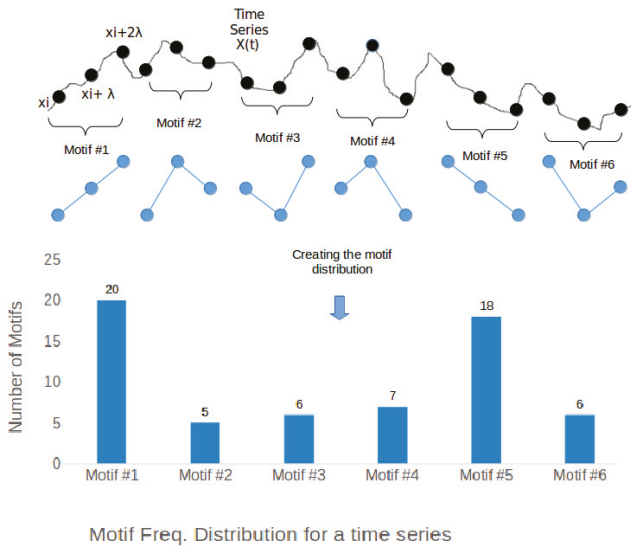 xi+2λ
Time
Series
X(t)
xi
xi+ λ
Motif #1
Motif #2
Motif #3
Motif #4
Motif #5
Motif #6
Creating the motif
distribution
Number of Motifs
25
20
15
10
5
0
20
5
6
7
18
6
Motif #1 Motif #2 Motif #3 Motif #4 Motif #5 Motif #6
Motif Freq. Distribution for a time series